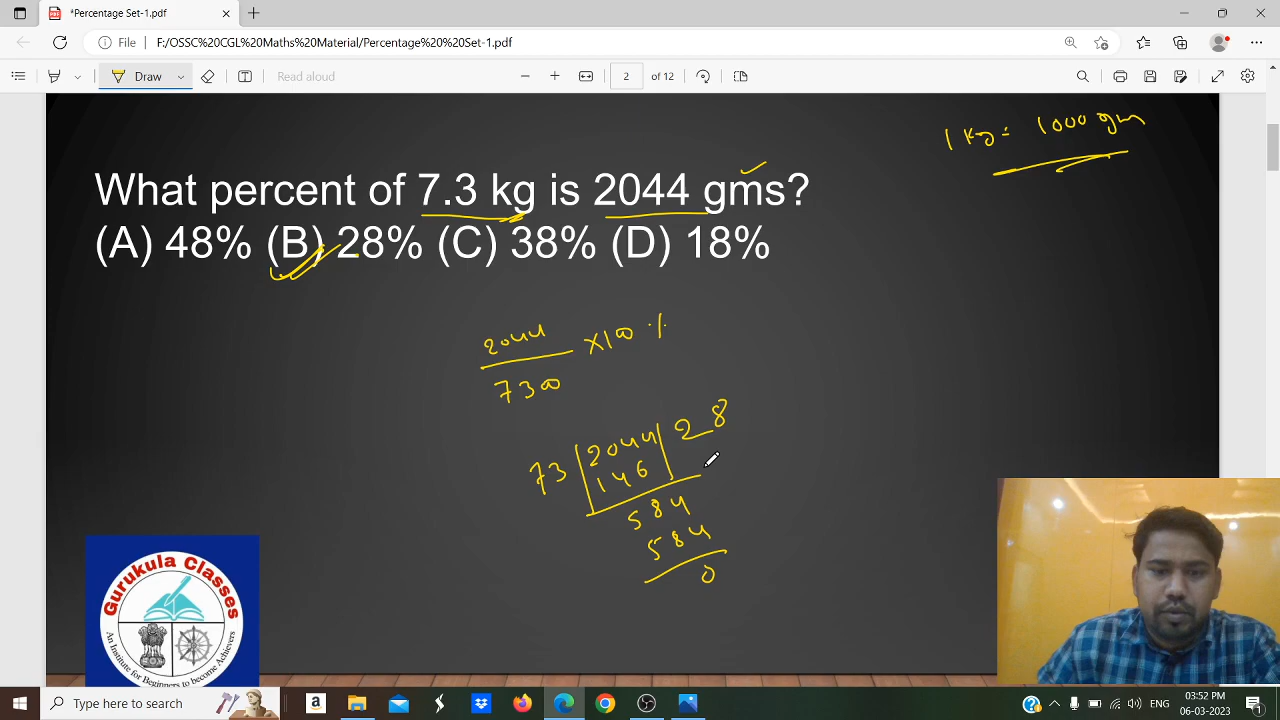 *Percentage Set-1.pdf
File F:/OSSC%20CGL%20Maths%20Material/Percentage%20%20Set-1.pdf
Draw Read aloud 2 of 12
1 Kg = 1000 gm
What percent of 7.3 kg is 2044 gms?
(A) 48% (B) 28% (C) 38% (D) 18%
2044
7300
×100 %
73 2044 28
146
584
584
0
Gurukula Classes
An Institute for Beginners to become Achievers
Type here to search
ENG
03:52 PM
06-03-2023